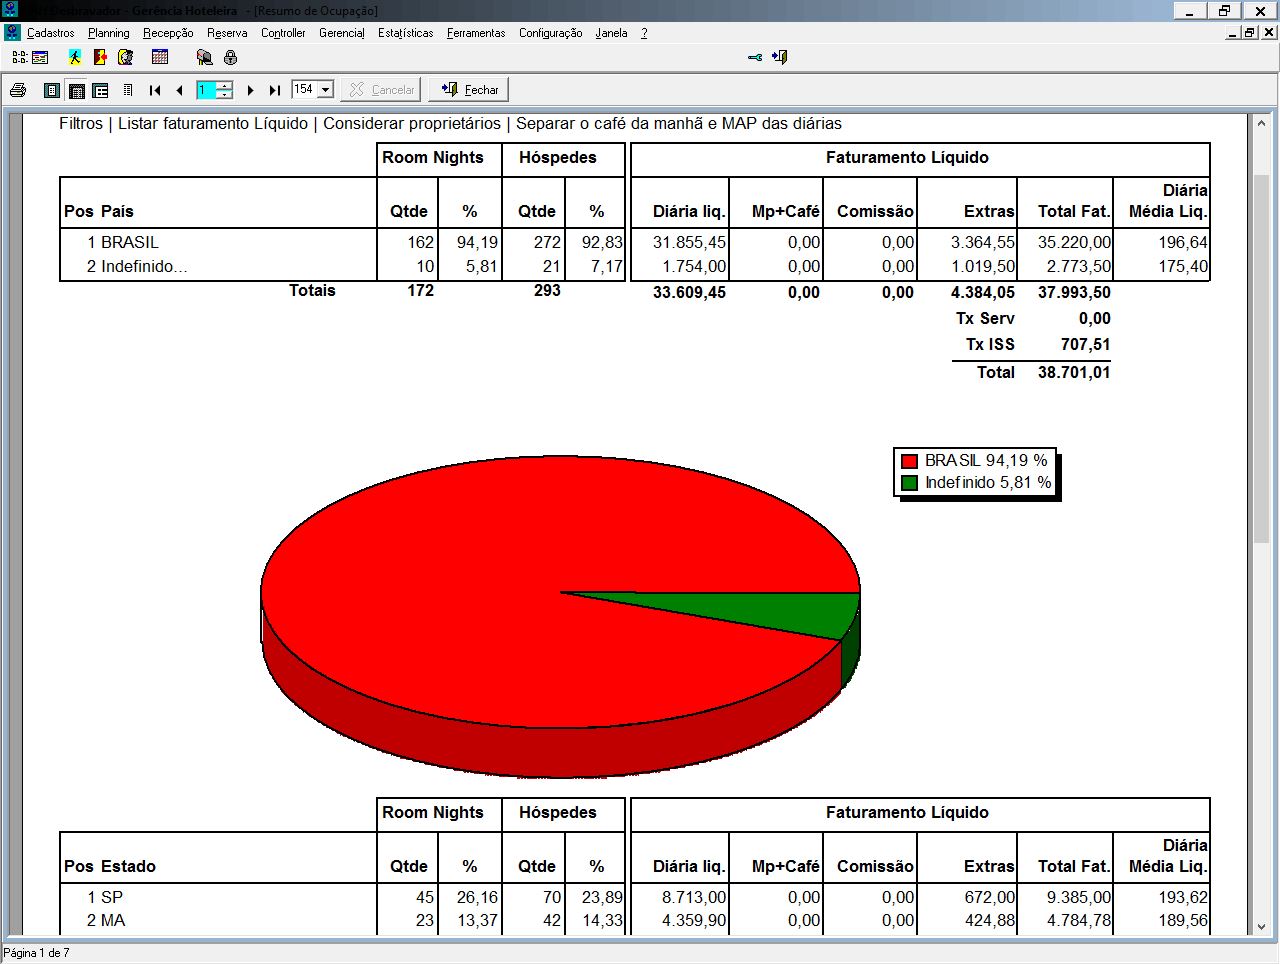 Desbravador - Gerência Hoteleira - [Resumo de Ocupação]
Cadastros Planning Recepção Reserva Controller Gerencial Estatísticas Ferramentas Configuração Janela ?
1 154 Cancelar Fechar
Filtros | Listar faturamento Líquido | Considerar proprietários | Separar o café da manhã e MAP das diárias
Room Nights Hóspedes Faturamento Líquido
Pos País Qtde % Qtde % Diária liq. Mp+Café Comissão Extras Total Fat. Diária Média Liq.
1 BRASIL 162 94,19 272 92,83 31.855,45 0,00 0,00 3.364,55 35.220,00 196,64
2 Indefinido... 10 5,81 21 7,17 1.754,00 0,00 0,00 1.019,50 2.773,50 175,40
Totais 172 293 33.609,45 0,00 0,00 4.384,05 37.993,50
Tx Serv 0,00
Tx ISS 707,51
Total 38.701,01
BRASIL 94,19 %
Indefinido 5,81 %
Room Nights Hóspedes Faturamento Líquido
Pos Estado Qtde % Qtde % Diária liq. Mp+Café Comissão Extras Total Fat. Diária Média Liq.
1 SP 45 26,16 70 23,89 8.713,00 0,00 0,00 672,00 9.385,00 193,62
2 MA 23 13,37 42 14,33 4.359,90 0,00 0,00 424,88 4.784,78 189,56
Página 1 de 7